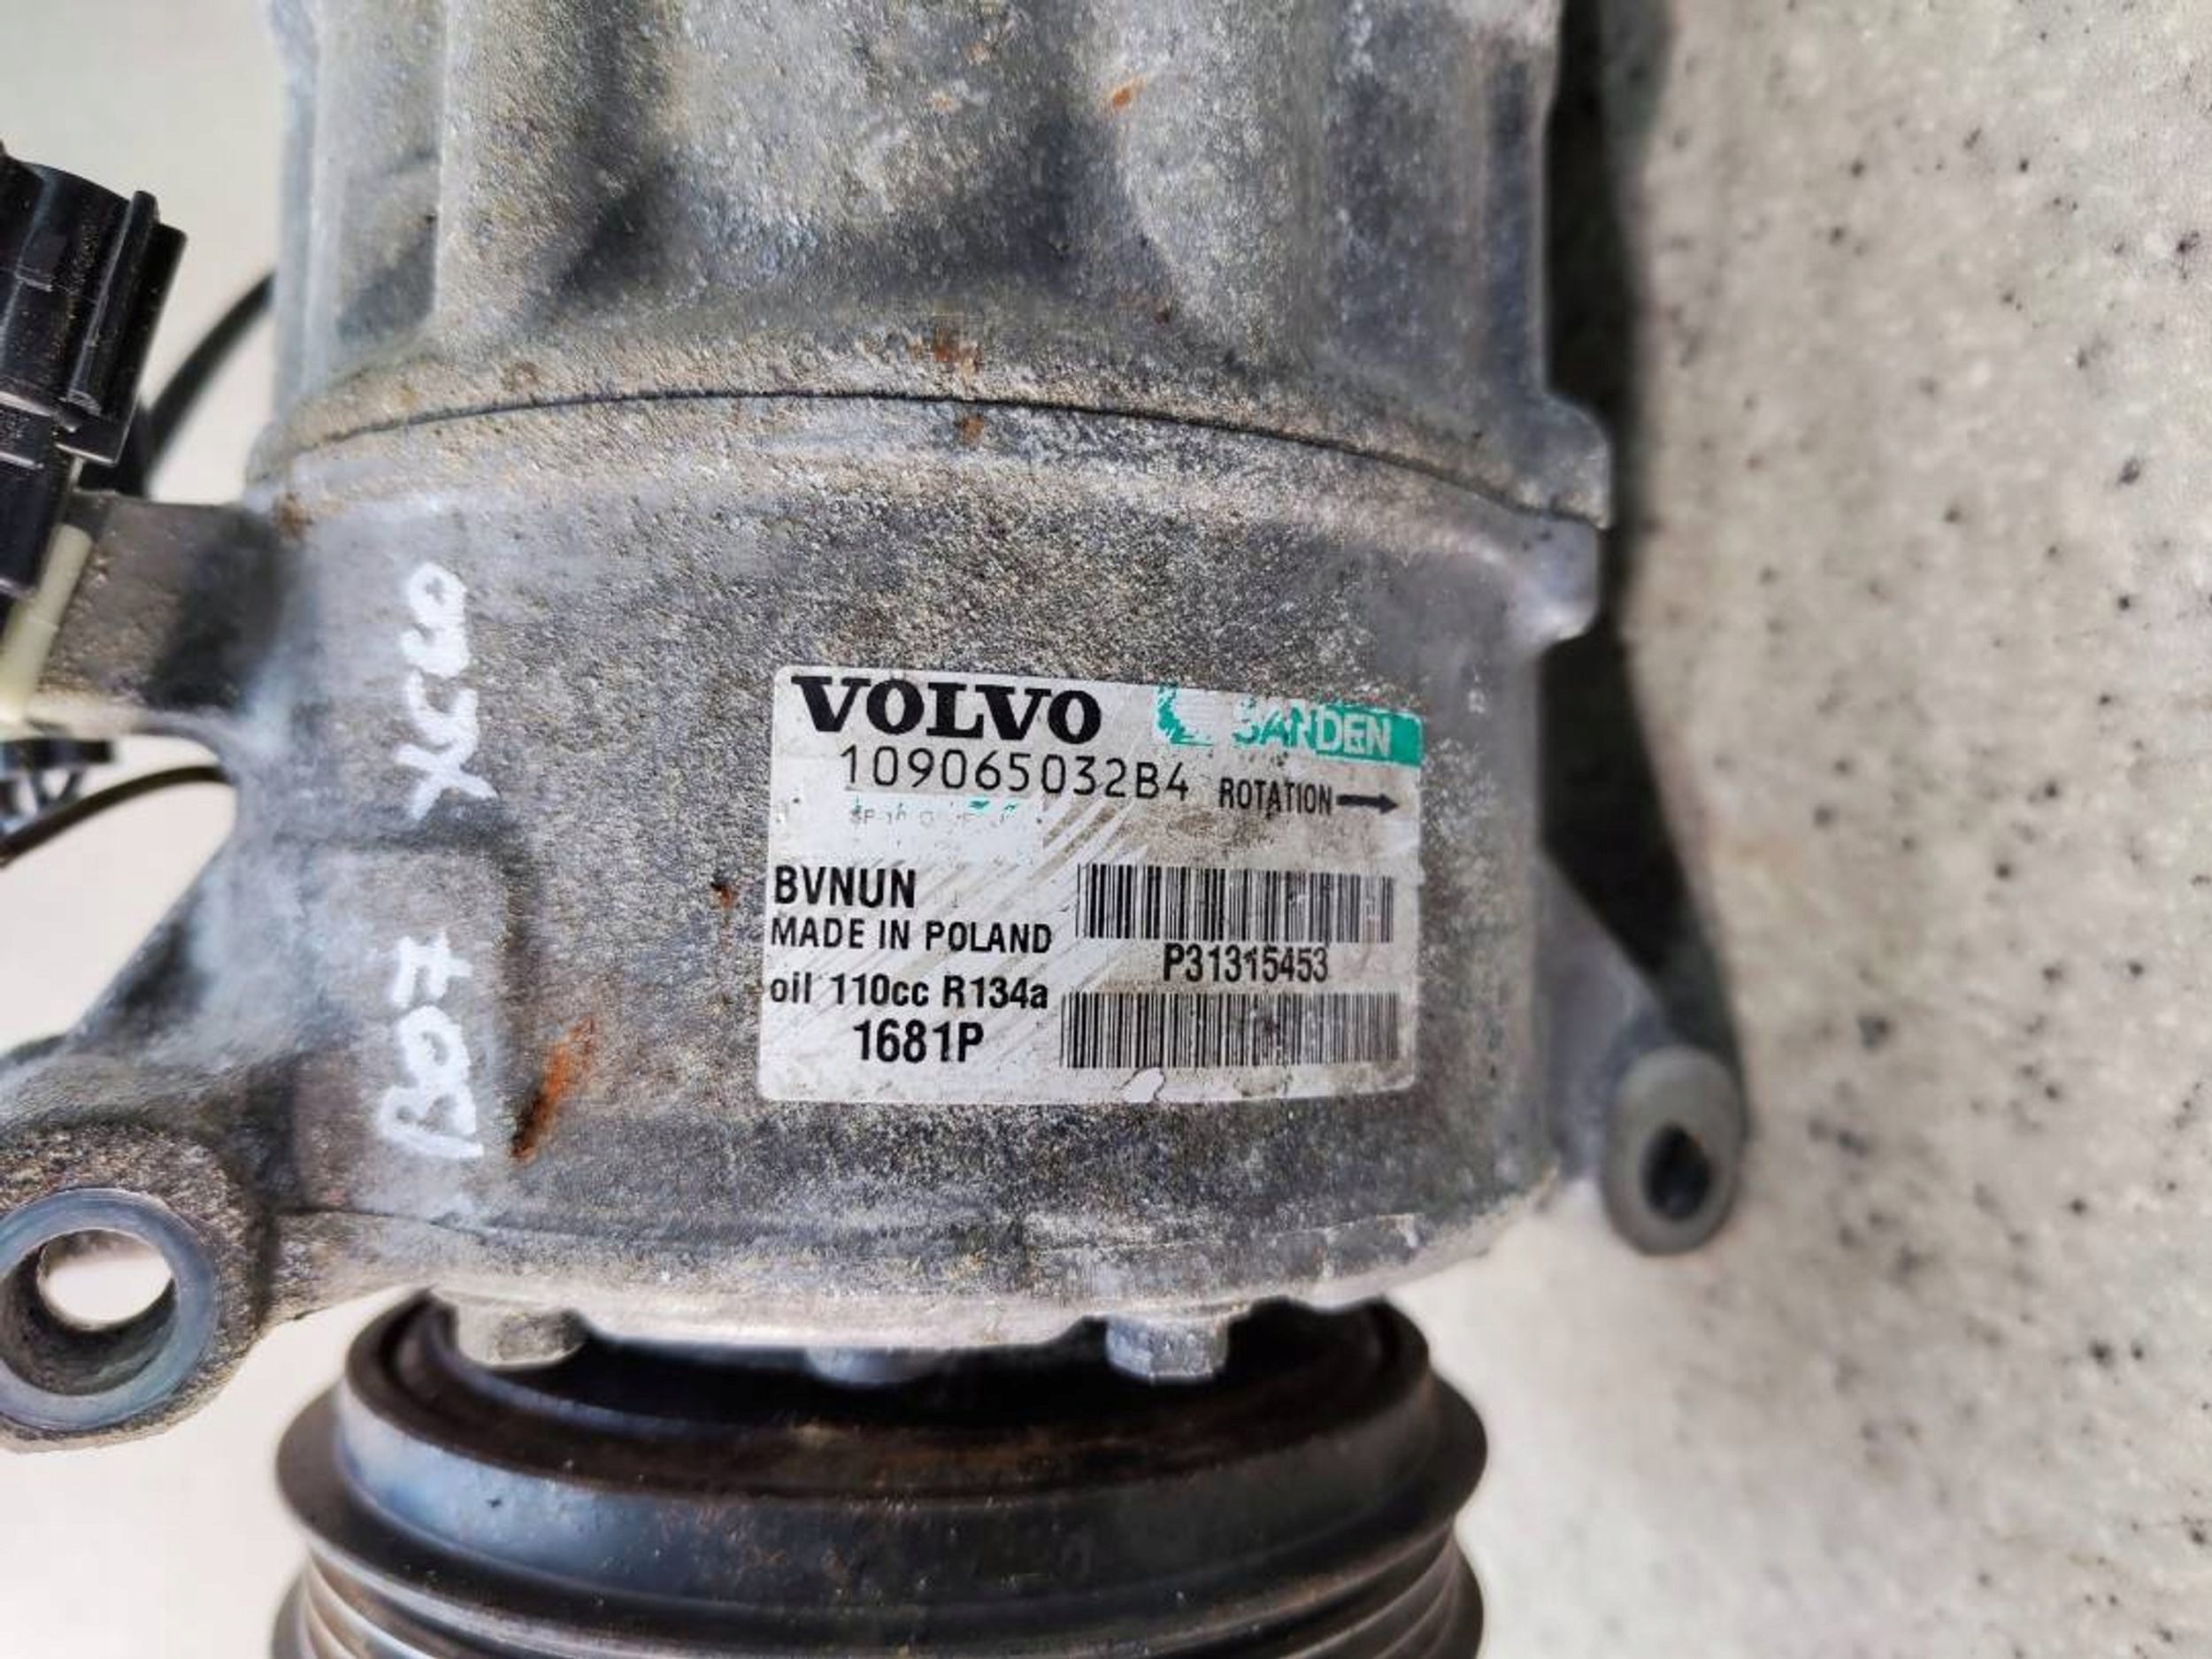 VOLVO SANDEN
109065032B4 ROTATION
BVNUN
MADE IN POLAND
P31315453
oil 110cc R134a
1681P
B07 XC60